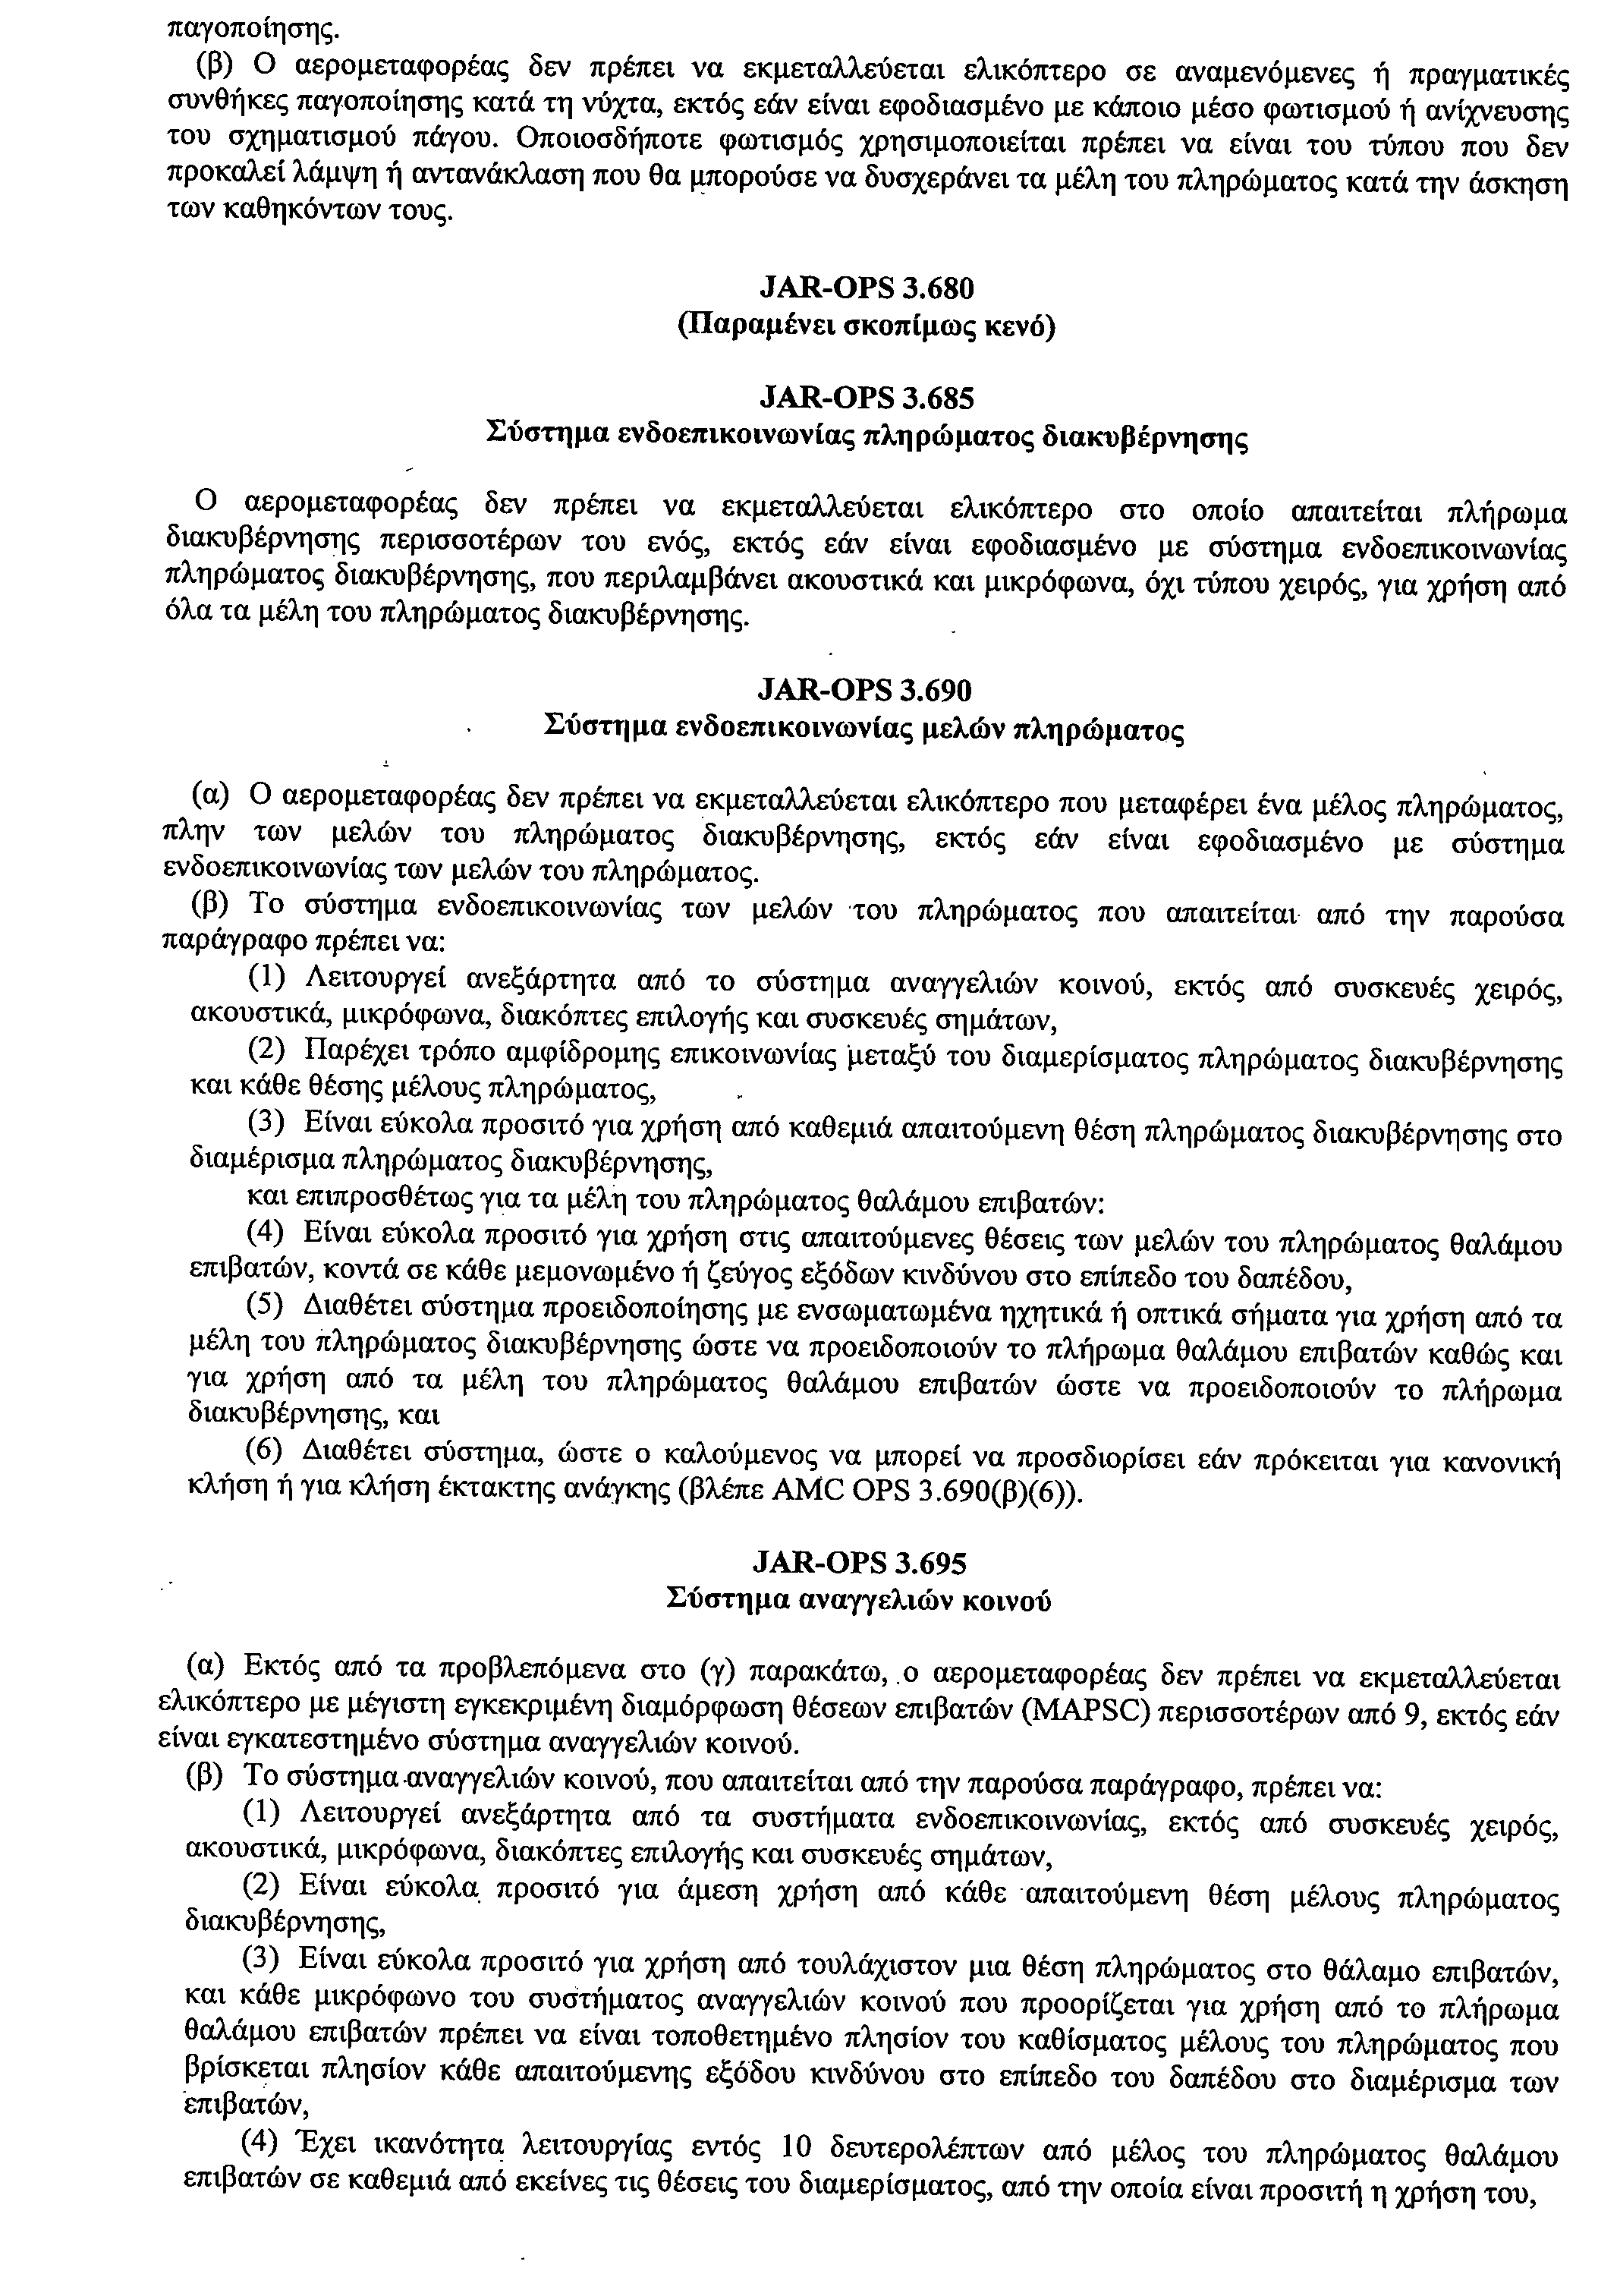 παγοποίησης.
(β) Ο αερομεταφορέας δεν πρέπει να εκμεταλλεύεται ελικόπτερο σε αναμενόμενες ή πραγματικές
συνθήκες παγοποίησης κατά τη νύχτα, εκτός εάν είναι εφοδιασμένο με κάποιο μέσο φωτισμού ή ανίχνευσης
του σχηματισμού πάγου. Οποιοσδήποτε φωτισμός χρησιμοποιείται πρέπει να είναι του τύπου που δεν
προκαλεί λάμψη ή αντανάκλαση που θα μπορούσε να δυσχεράνει τα μέλη του πληρώματος κατά την άσκηση
των καθηκόντων τους.
JAR-OPS 3.680
(Παραμένει σκοπίμως κενό)
JAR-OPS 3.685
Σύστημα ενδοεπικοινωνίας πληρώματος διακυβέρνησης
Ο αερομεταφορέας δεν πρέπει να εκμεταλλεύεται ελικόπτερο στο οποίο απαιτείται πλήρωμα
διακυβέρνησης περισσοτέρων του ενός, εκτός εάν είναι εφοδιασμένο με σύστημα ενδοεπικοινωνίας
πληρώματος διακυβέρνησης, που περιλαμβάνει ακουστικά και μικρόφωνα, όχι τύπου χειρός, για χρήση από
όλα τα μέλη του πληρώματος διακυβέρνησης.
JAR-OPS 3.690
Σύστημα ενδοεπικοινωνίας μελών πληρώματος
(α) Ο αερομεταφορέας δεν πρέπει να εκμεταλλεύεται ελικόπτερο που μεταφέρει ένα μέλος πληρώματος,
πλην των μελών του πληρώματος διακυβέρνησης, εκτός εάν είναι εφοδιασμένο με σύστημα
ενδοεπικοινωνίας των μελών του πληρώματος.
(β) Το σύστημα ενδοεπικοινωνίας των μελών του πληρώματος που απαιτείται από την παρούσα
παράγραφο πρέπει να:
(1) Λειτουργεί ανεξάρτητα από το σύστημα αναγγελιών κοινού, εκτός από συσκευές χειρός,
ακουστικά, μικρόφωνα, διακόπτες επιλογής και συσκευές σημάτων,
(2) Παρέχει τρόπο αμφίδρομης επικοινωνίας μεταξύ του διαμερίσματος πληρώματος διακυβέρνησης
και κάθε θέσης μέλους πληρώματος,
(3) Είναι εύκολα προσιτό για χρήση από καθεμιά απαιτούμενη θέση πληρώματος διακυβέρνησης στο
διαμέρισμα πληρώματος διακυβέρνησης,
και επιπροσθέτως για τα μέλη του πληρώματος θαλάμου επιβατών:
(4) Είναι εύκολα προσιτό για χρήση στις απαιτούμενες θέσεις των μελών του πληρώματος θαλάμου
επιβατών, κοντά σε κάθε μεμονωμένο ή ζεύγος εξόδων κινδύνου στο επίπεδο του δαπέδου,
(5) Διαθέτει σύστημα προειδοποίησης με ενσωματωμένα ηχητικά ή οπτικά σήματα για χρήση από τα
μέλη του πληρώματος διακυβέρνησης ώστε να προειδοποιούν το πλήρωμα θαλάμου επιβατών καθώς και
για χρήση από τα μέλη του πληρώματος θαλάμου επιβατών ώστε να προειδοποιούν το πλήρωμα
διακυβέρνησης, και
(6) Διαθέτει σύστημα, ώστε ο καλούμενος να μπορεί να προσδιορίσει εάν πρόκειται για κανονική
κλήση ή για κλήση έκτακτης ανάγκης (βλέπε AMC OPS 3.690(β)(6)).
JAR-OPS 3.695
Σύστημα αναγγελιών κοινού
(α) Εκτός από τα προβλεπόμενα στο (γ) παρακάτω, ο αερομεταφορέας δεν πρέπει να εκμεταλλεύεται
ελικόπτερο με μέγιστη εγκεκριμένη διαμόρφωση θέσεων επιβατών (MAPSC) περισσοτέρων από 9, εκτός εάν
είναι εγκατεστημένο σύστημα αναγγελιών κοινού.
(β) Το σύστημα αναγγελιών κοινού, που απαιτείται από την παρούσα παράγραφο, πρέπει να:
(1) Λειτουργεί ανεξάρτητα από τα συστήματα ενδοεπικοινωνίας, εκτός από συσκευές χειρός,
ακουστικά, μικρόφωνα, διακόπτες επιλογής και συσκευές σημάτων,
(2) Είναι εύκολα προσιτό για άμεση χρήση από κάθε απαιτούμενη θέση μέλους πληρώματος
διακυβέρνησης,
(3) Είναι εύκολα προσιτό για χρήση από τουλάχιστον μια θέση πληρώματος στο θάλαμο επιβατών,
και κάθε μικρόφωνο του συστήματος αναγγελιών κοινού που προορίζεται για χρήση από το πλήρωμα
θαλάμου επιβατών πρέπει να είναι τοποθετημένο πλησίον του καθίσματος μέλους του πληρώματος που
βρίσκεται πλησίον κάθε απαιτούμενης εξόδου κινδύνου στο επίπεδο του δαπέδου στο διαμέρισμα των
επιβατών,
(4) Έχει ικανότητα λειτουργίας εντός 10 δευτερολέπτων από μέλος του πληρώματος θαλάμου
επιβατών σε καθεμιά από εκείνες τις θέσεις του διαμερίσματος, από την οποία είναι προσιτή η χρήση του,